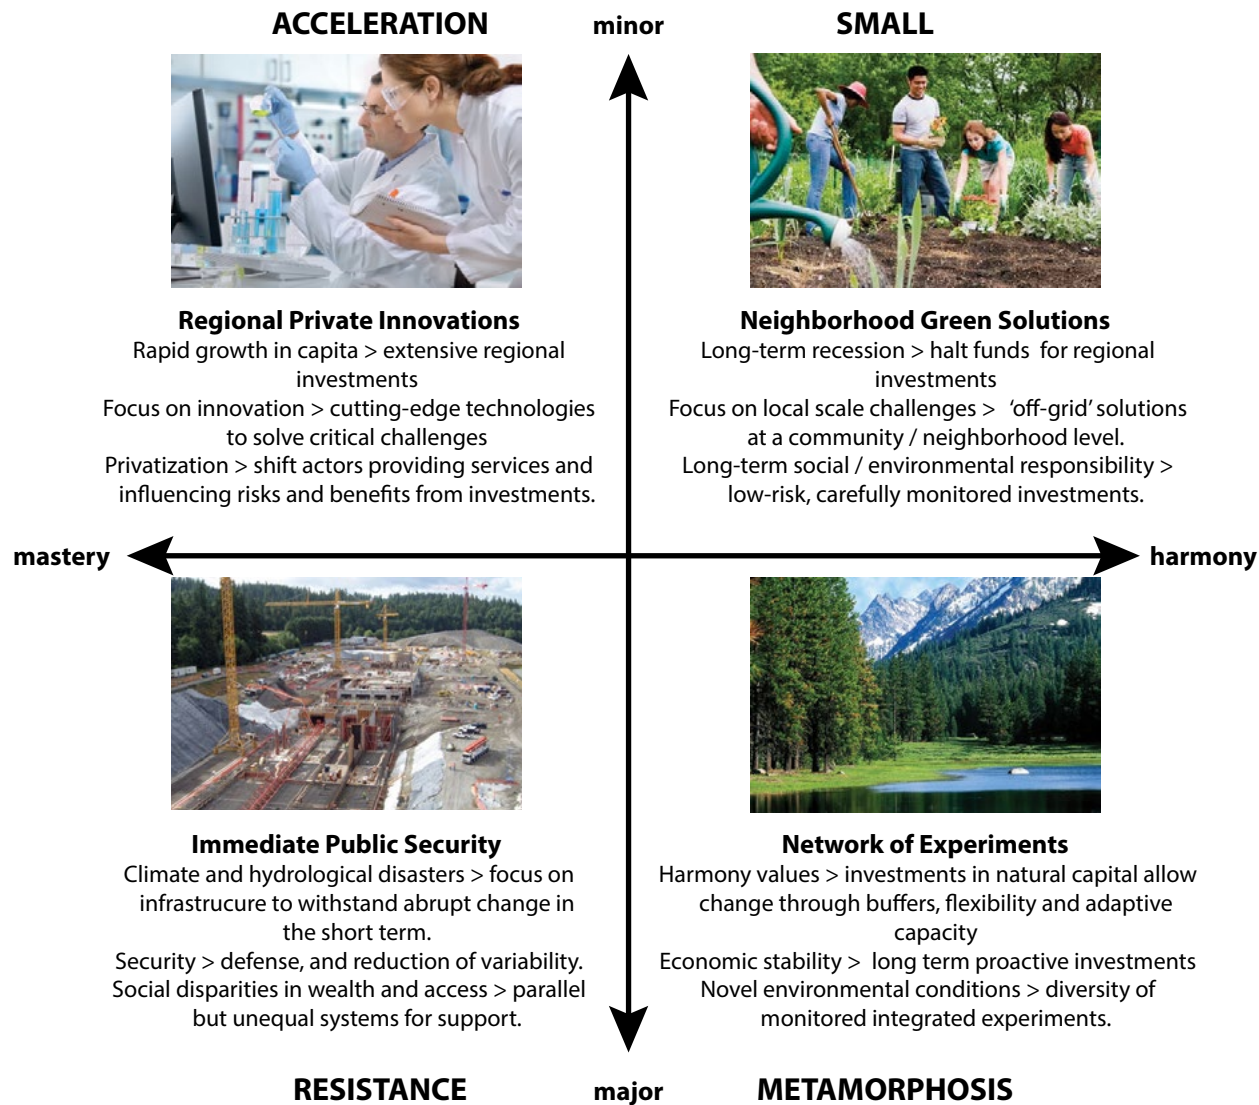 ACCELERATION
minor
SMALL
Regional Private Innovations
Rapid growth in capita > extensive regional
investments
Focus on innovation > cutting-edge technologies
to solve critical challenges
Privatization > shift actors providing services and
influencing risks and benefits from investments.
Neighborhood Green Solutions
Long-term recession > halt funds for regional
investments
Focus on local scale challenges > 'off-grid' solutions
at a community / neighborhood level.
Long-term social / environmental responsibility >
low-risk, carefully monitored investments.
mastery
harmony
Immediate Public Security
Climate and hydrological disasters > focus on
infrastrucure to withstand abrupt change in
the short term.
Security > defense, and reduction of variability.
Social disparities in wealth and access > parallel
but unequal systems for support.
Network of Experiments
Harmony values > investments in natural capital allow
change through buffers, flexibility and adaptive
capacity
Economic stability > long term proactive investments
Novel environmental conditions > diversity of
monitored integrated experiments.
RESISTANCE
major
METAMORPHOSIS